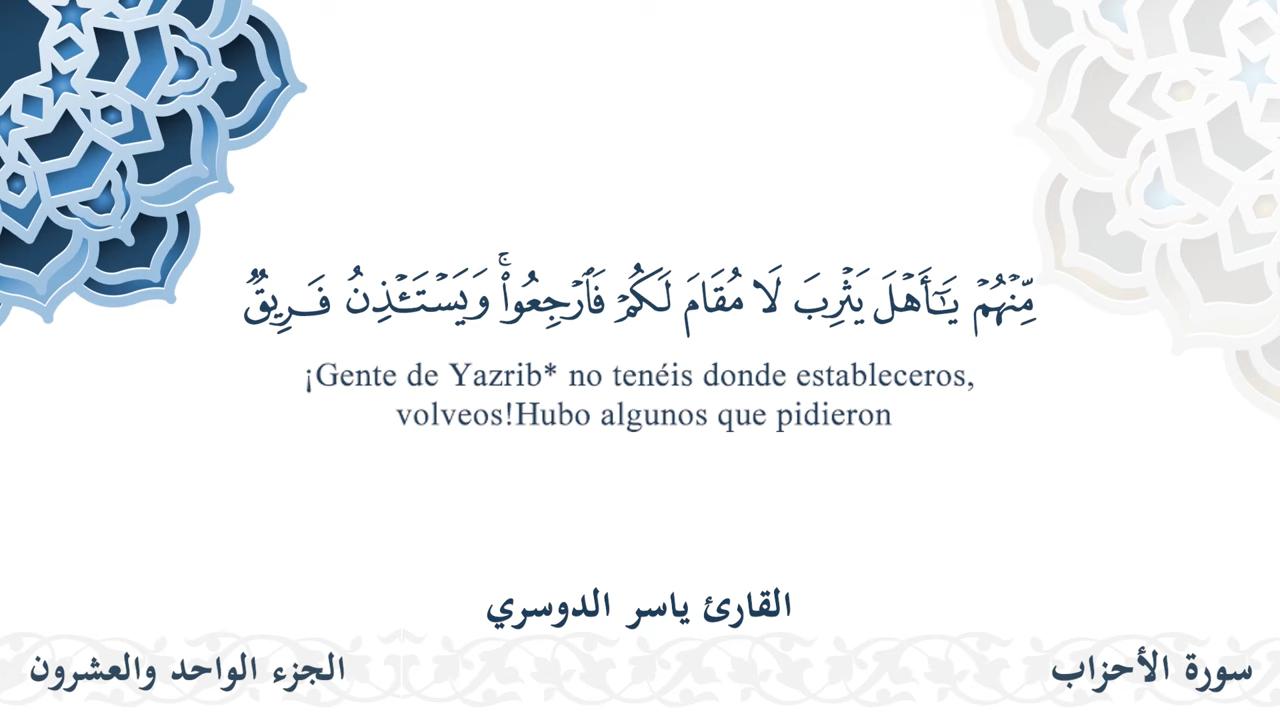 مِّنۡهُمۡ يَـٰٓأَهۡلَ يَثۡرِبَ لَا مُقَامَ لَكُمۡ فَٱرۡجِعُواْۚ وَيَسۡتَـٔۡذِنُ فَرِيقٞ
¡Gente de Yazrib* no tenéis donde estableceros,
volveos!Hubo algunos que pidieron
القارئ ياسر الدوسري
سورة الأحزاب
الجزء الواحد والعشرون